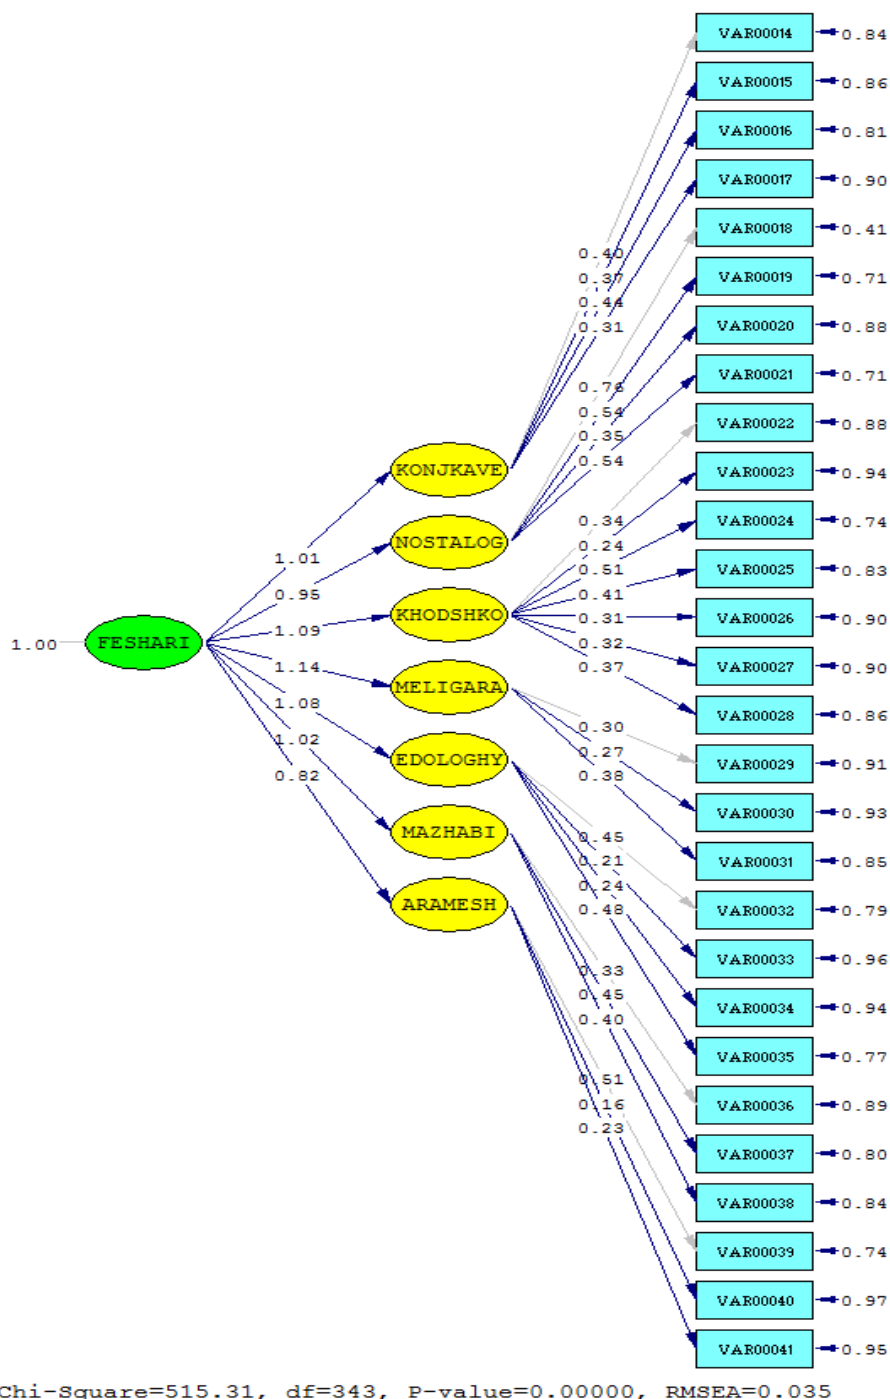 VAR00014 0.84
VAR00015 0.86
VAR00016 0.81
VAR00017 0.90
VAR00018 0.41
0.40
VAR00019 0.71
0.37
0.44
VAR00020 0.88
0.31
VAR00021 0.71
0.76
0.54
VAR00022 0.88
0.35
0.54
KONJKAVE
VAR00023 0.94
VAR00024 0.74
0.34
NOSTALOG
0.24
1.01
VAR00025 0.83
0.51
0.95
0.41
KHODSHKO
0.31
VAR00026 0.90
1.09
1.00
FESHARI
0.32
1.14
0.37
VAR00027 0.90
MELIGARA
1.08
VAR00028 0.86
0.30
1.02
0.27
EDOLOGHY
VAR00029 0.91
0.82
0.38
VAR00030 0.93
MAZHABI
0.45
0.21
VAR00031 0.85
0.24
ARAMESH
0.48
VAR00032 0.79
VAR00033 0.96
0.33
0.45
VAR00034 0.94
0.40
VAR00035 0.77
0.51
0.16
VAR00036 0.89
0.23
VAR00037 0.80
VAR00038 0.84
VAR00039 0.74
VAR00040 0.97
VAR00041 0.95
Chi-Square=515.31, df=343, P-value=0.00000, RMSEA=0.035